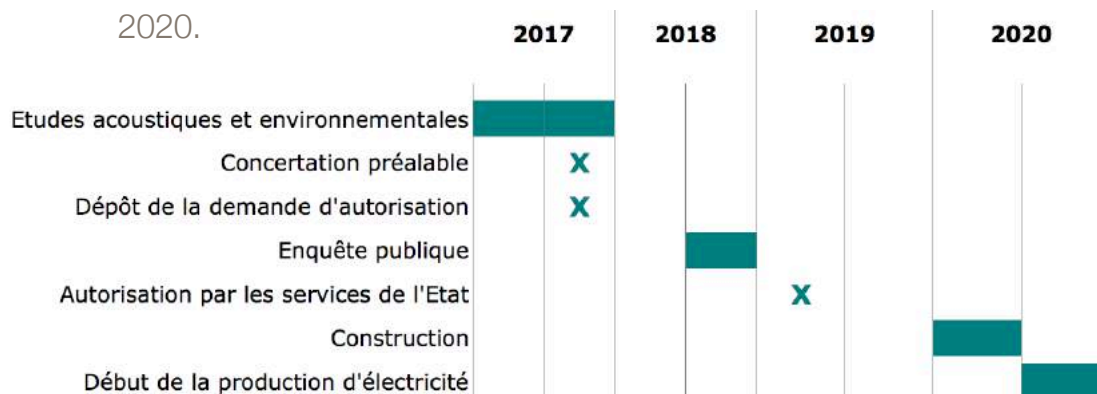 2020.
2017 2018 2019 2020
Etudes acoustiques et environnementales
Concertation préalable X
Dépôt de la demande d'autorisation X
Enquête publique
Autorisation par les services de l'Etat X
Construction
Début de la production d'électricité